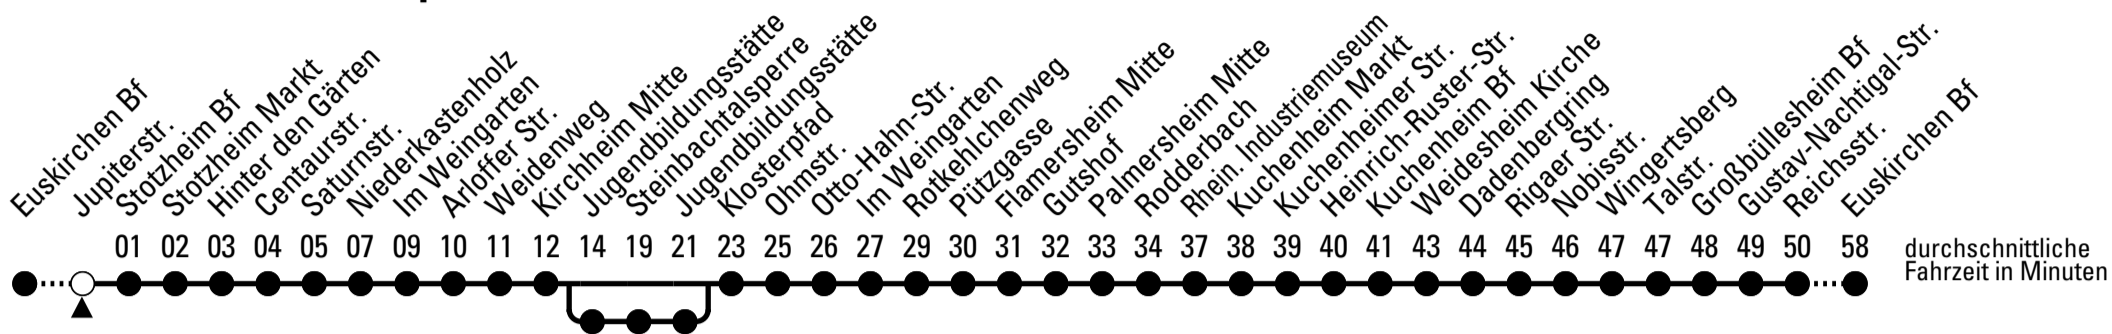 Euskirchen Bf
Jupiterstr.
Stotzheim Bf
Stotzheim Markt
Hinter den Gärten
Centaurstr.
Saturnstr.
Niederkastenholz
Im Weingarten
Arloffer Str.
Weidenweg
Kirchheim Mitte
Jugendbildungsstätte
Steinbachtalsperre
Jugendbildungsstätte
Klosterpfad
Ohmstr.
Otto-Hahn-Str.
Im Weingarten
Rotkehlchenweg
Pützgasse
Flamersheim Mitte
Gutshof
Palmersheim Mitte
Rodderbach
Rhein. Industriemuseum
Kuchenheim Markt
Kuchenheimer Str.
Heinrich-Ruster-Str.
Kuchenheim Bf
Weidesheim Kirche
Dadenbergring
Rigaer Str.
Nobisstr.
Wingertsberg
Talstr.
Großbüllesheim Bf
Gustav-Nachtigal-Str.
Reichsstr.
Euskirchen Bf
01 02 03 04 05 07 09 10 11 12 14 19 21 23 25 26 27 29 30 31 32 33 34 37 38 39 40 41 43 44 45 46 47 47 48 49 50 58
durchschnittliche
Fahrzeit in Minuten